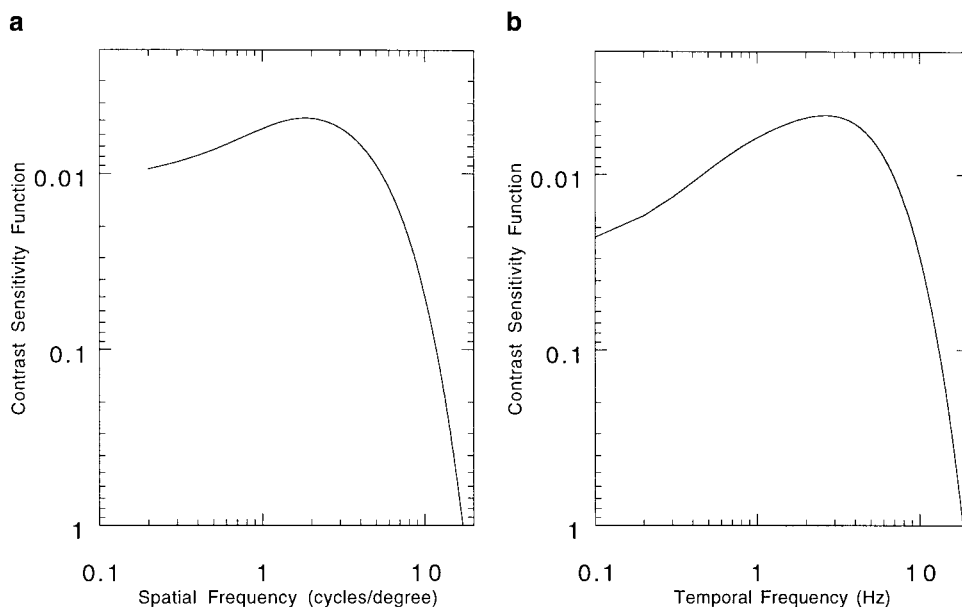 a
Contrast Sensitivity Function
0.01
0.1
1
0.1 1 10
Spatial Frequency (cycles/degree)
b
Contrast Sensitivity Function
0.01
0.1
1
0.1 1 10
Temporal Frequency (Hz)